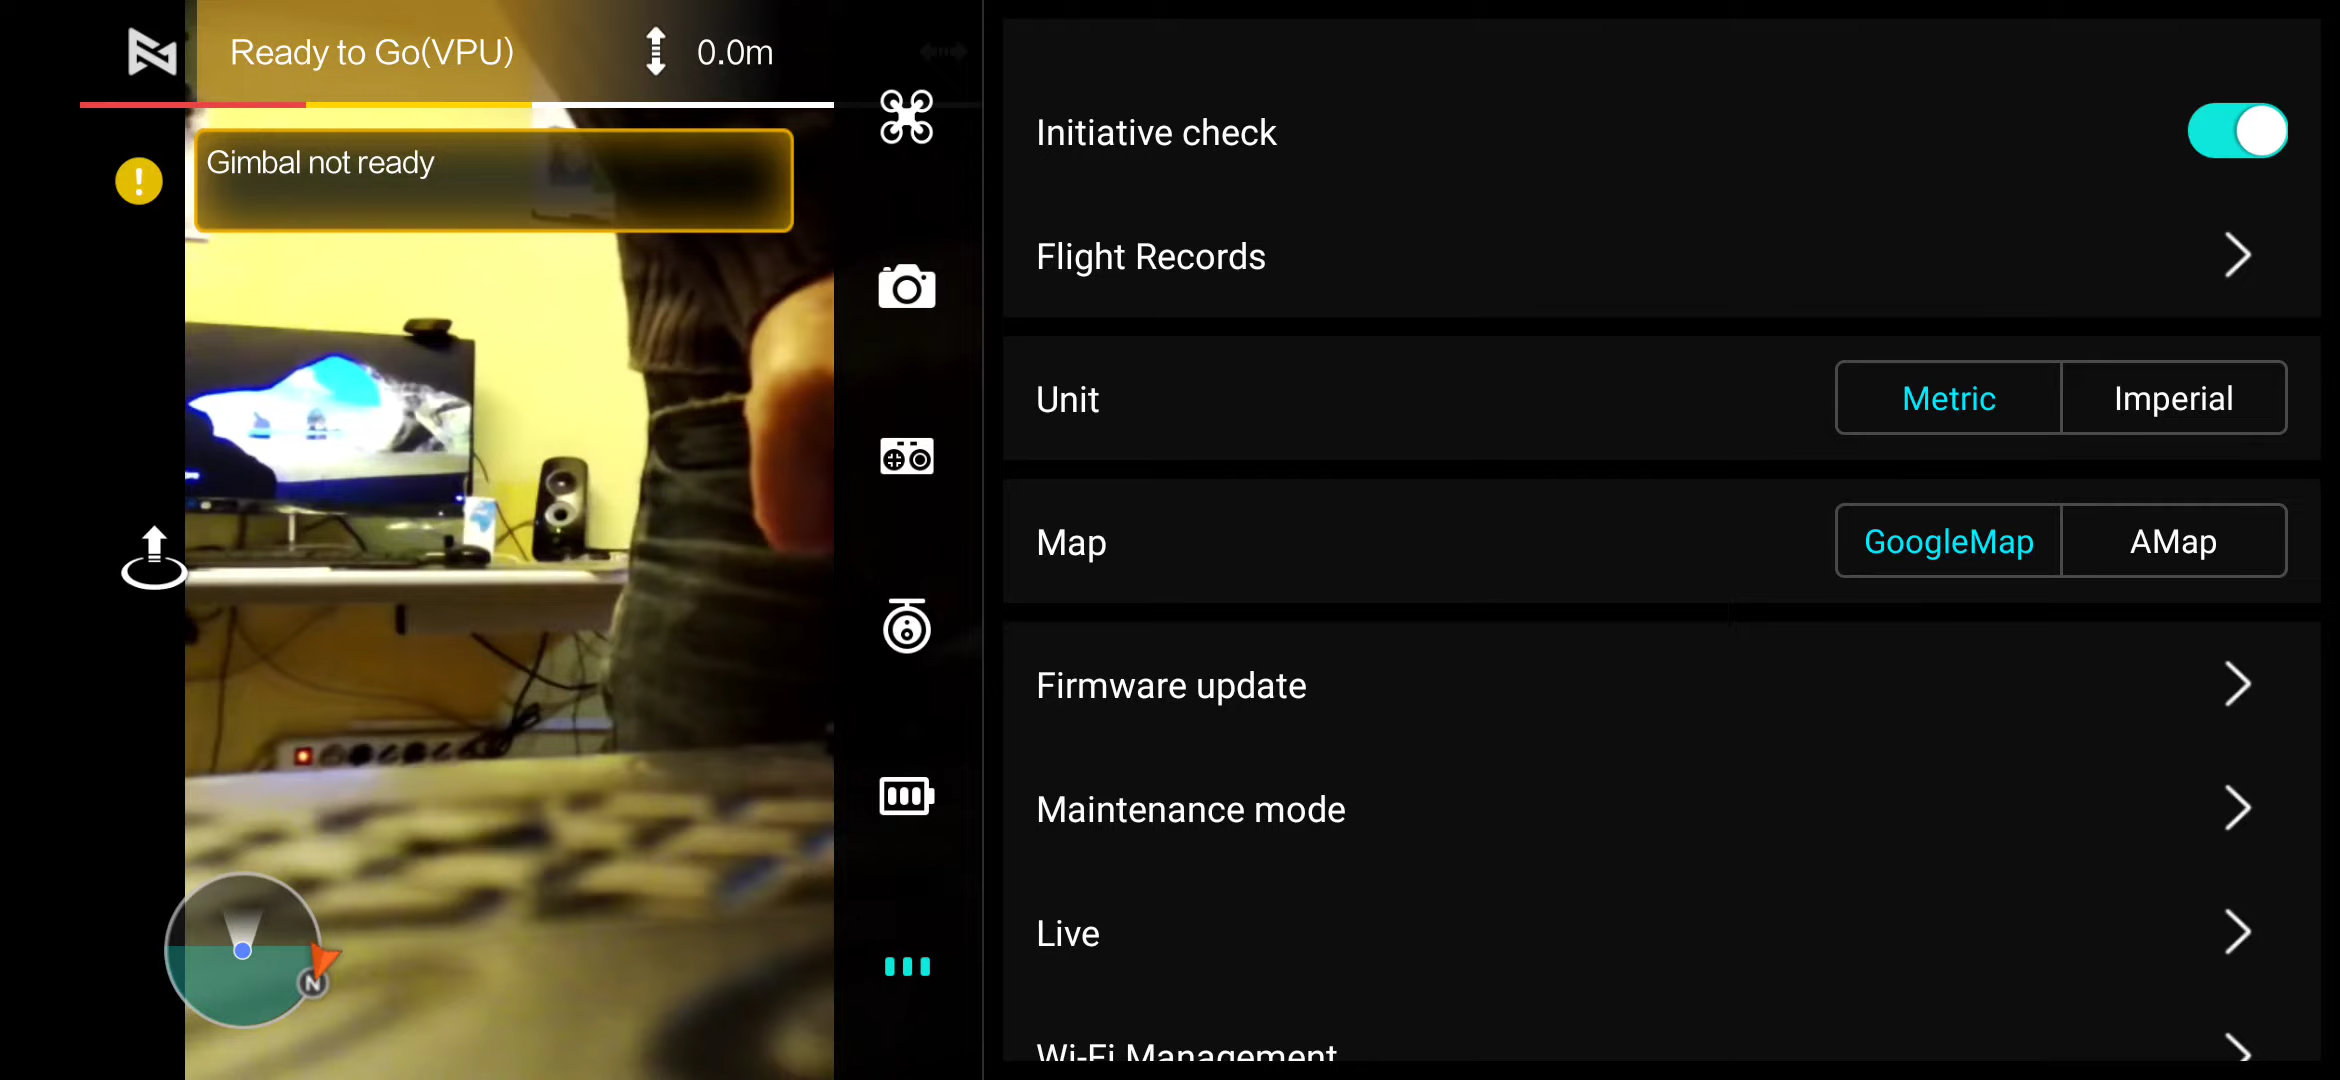 Ready to Go(VPU)
0.0m
Gimbal not ready
N
Initiative check
Flight Records
Unit
Metric
Imperial
Map
GoogleMap
AMap
Firmware update
Maintenance mode
Live
Wi-Fi Management